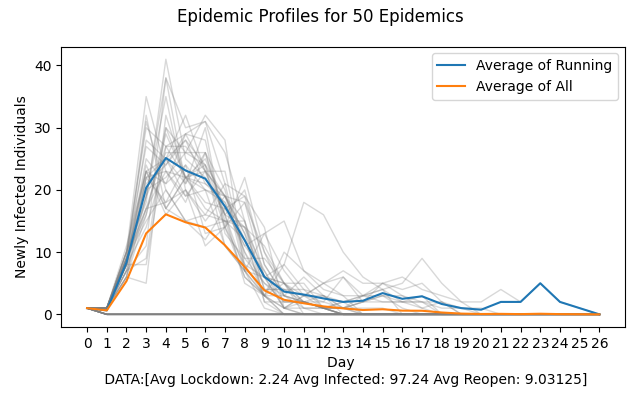 Epidemic Profiles for 50 Epidemics
Average of Running
Average of All
Newly Infected Individuals
40
30
20
10
0
0 1 2 3 4 5 6 7 8 9 10 11 12 13 14 15 16 17 18 19 20 21 22 23 24 25 26
Day
DATA:[Avg Lockdown: 2.24 Avg Infected: 97.24 Avg Reopen: 9.03125]